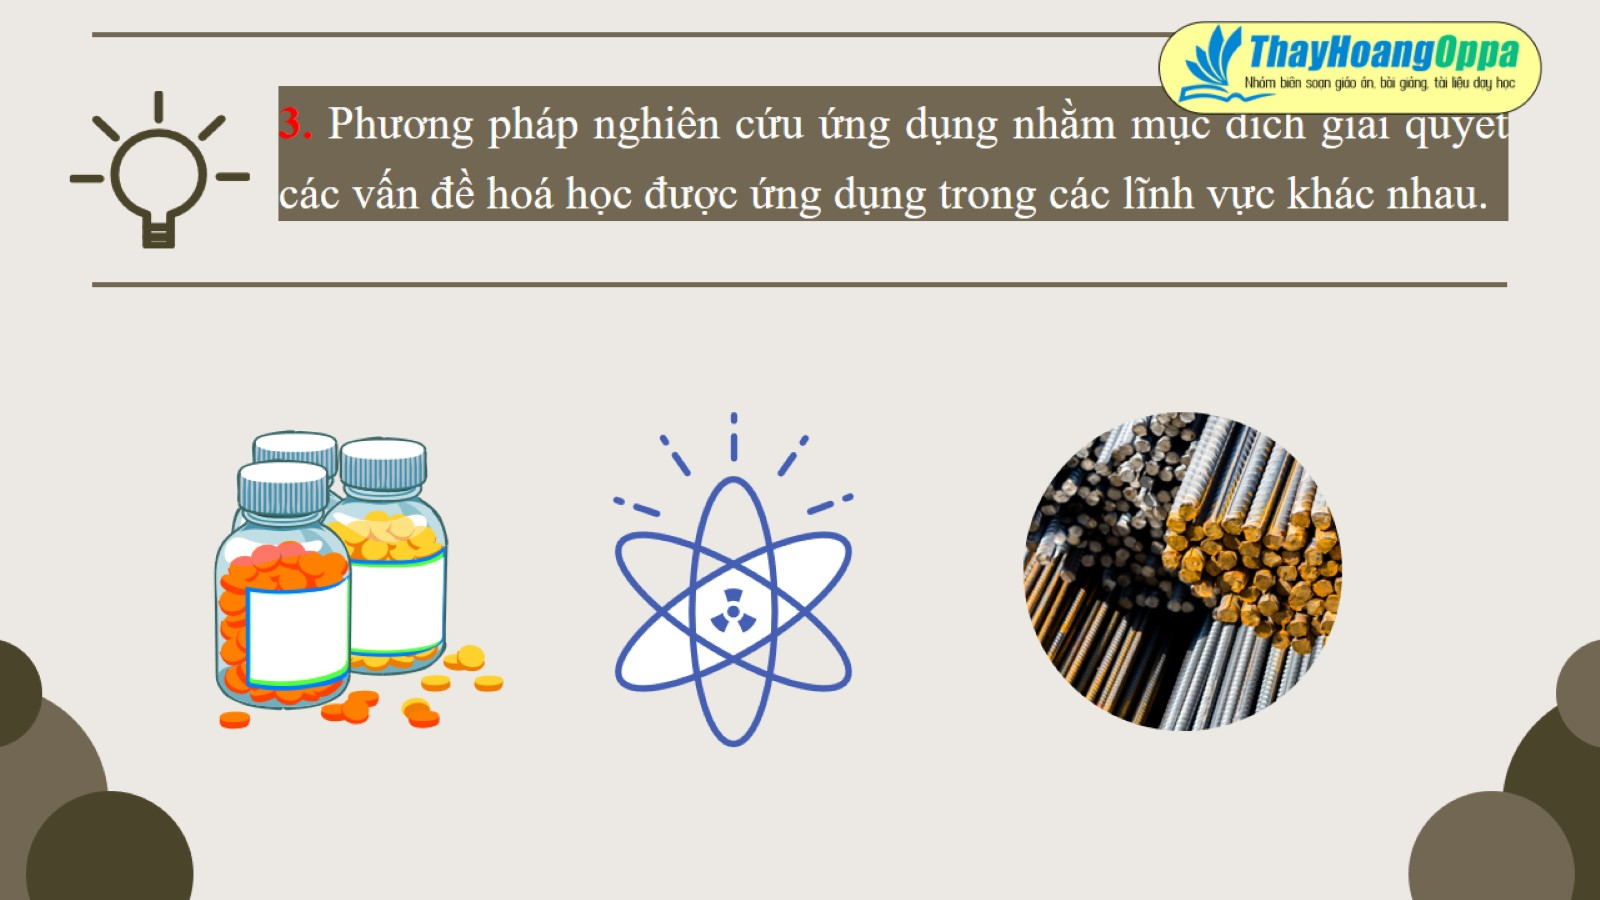 ThayHoangOppa
Nhóm biên soạn giáo án, bài giảng, tài liệu dạy học
3. Phương pháp nghiên cứu ứng dụng nhằm mục đích giải quyết
các vấn đề hoá học được ứng dụng trong các lĩnh vực khác nhau.